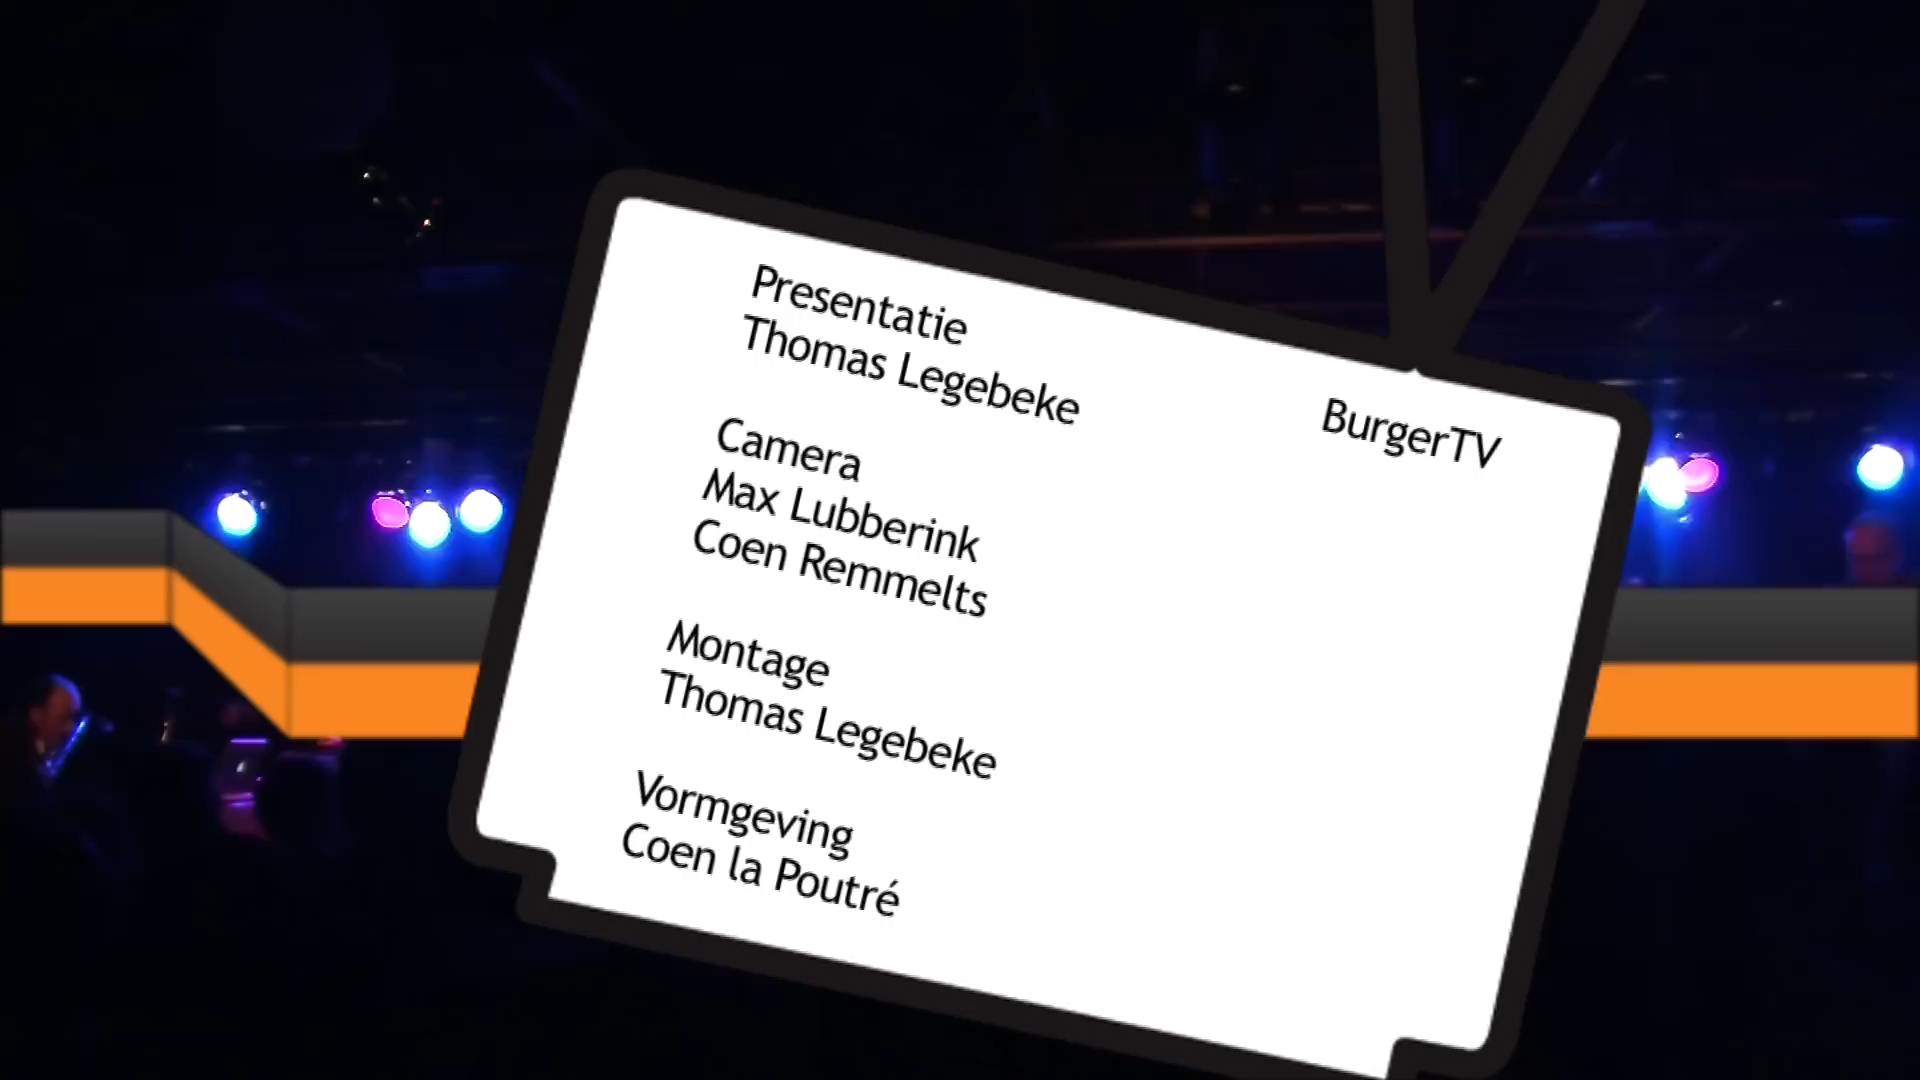 Presentatie
Thomas Legebeke
Camera
Max Lubberink
Coen Remmelts
Montage
Thomas Legebeke
Vormgeving
Coen la Poutré
BurgerTV